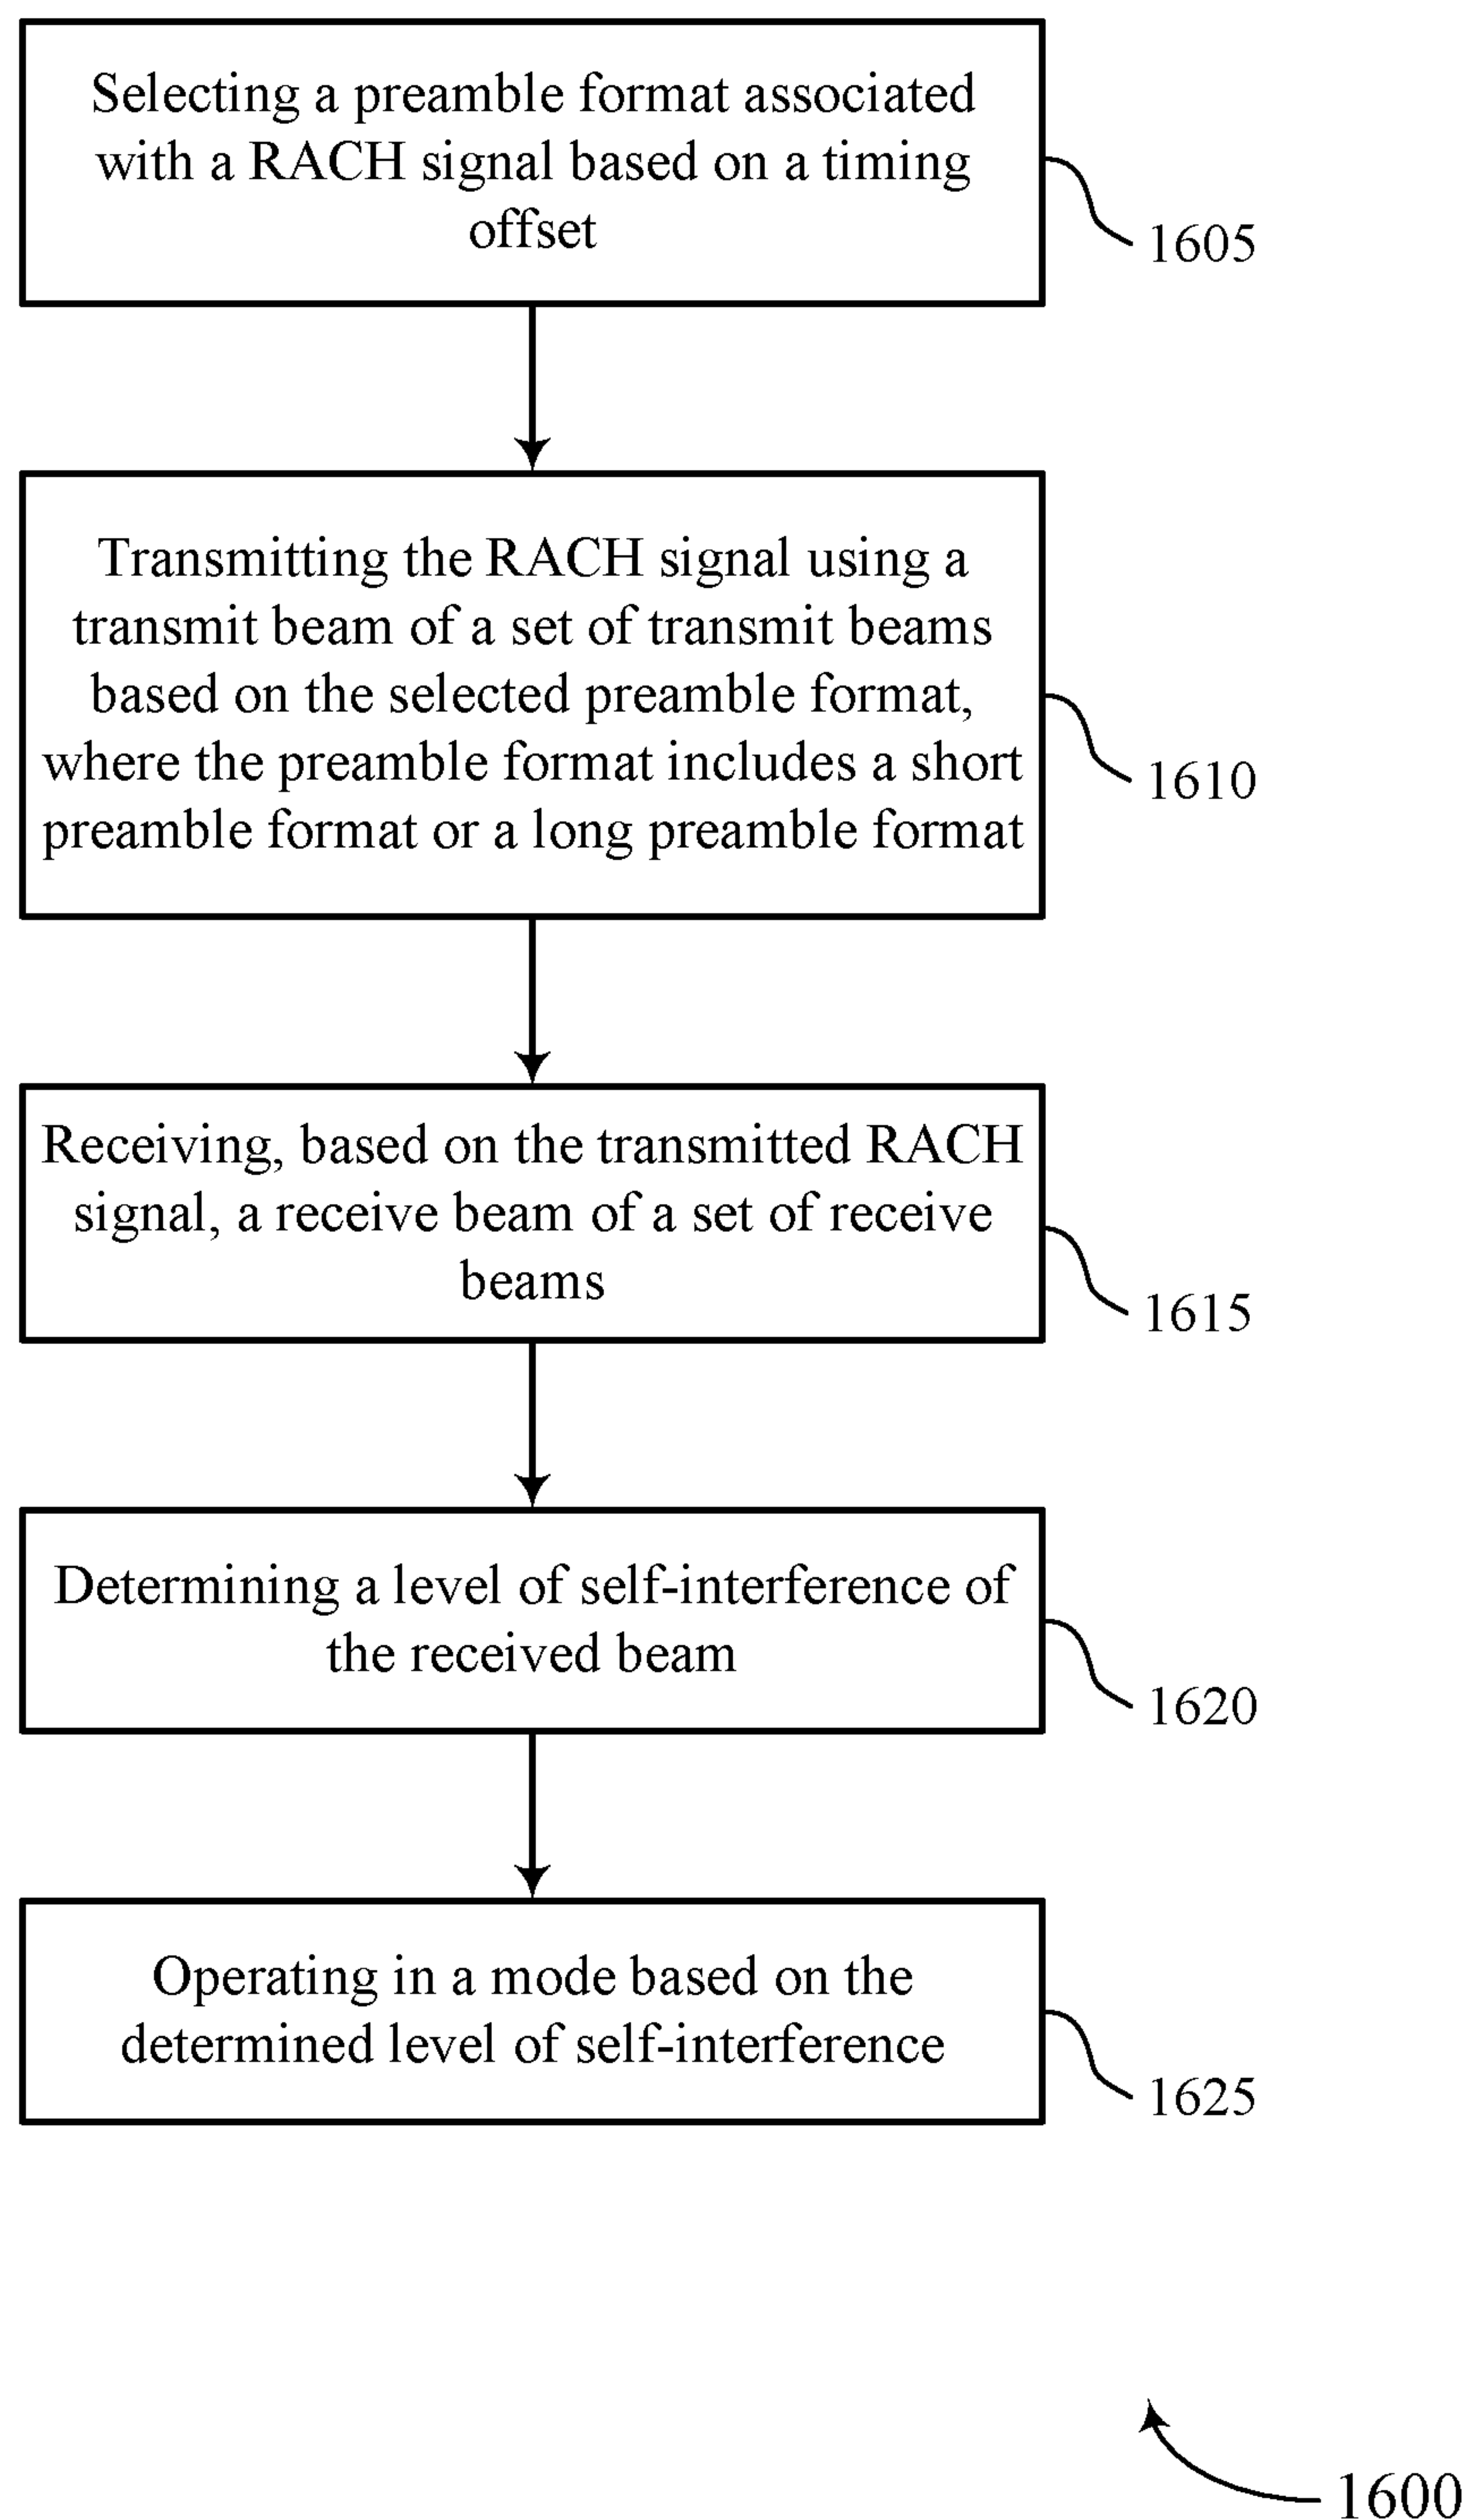 Selecting a preamble format associated
with a RACH signal based on a timing
offset
1605
Transmitting the RACH signal using a
transmit beam of a set of transmit beams
based on the selected preamble format,
where the preamble format includes a short
preamble format or a long preamble format
1610
Receiving, based on the transmitted RACH
signal, a receive beam of a set of receive
beams
1615
Determining a level of self-interference of
the received beam
1620
Operating in a mode based on the
determined level of self-interference
1625
1600